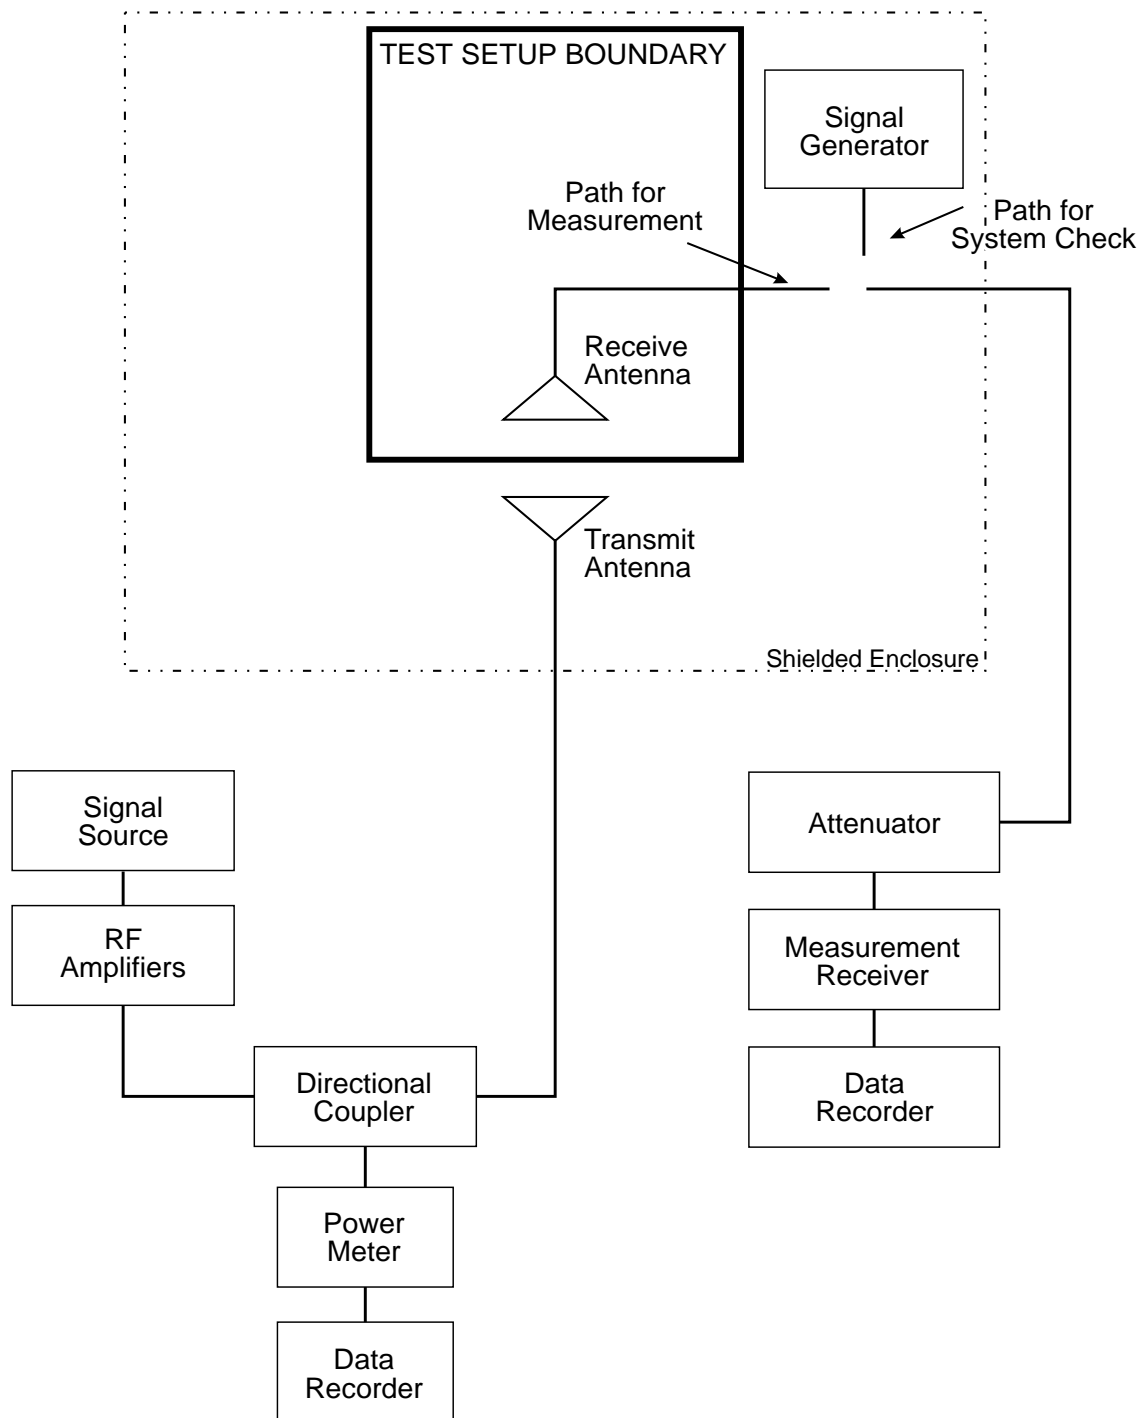 TEST SETUP BOUNDARY
Signal
Generator
Path for
Measurement
Path for
System Check
Receive
Antenna
Transmit
Antenna
Shielded Enclosure
Signal
Source
Attenuator
RF
Amplifiers
Measurement
Receiver
Directional
Coupler
Data
Recorder
Power
Meter
Data
Recorder